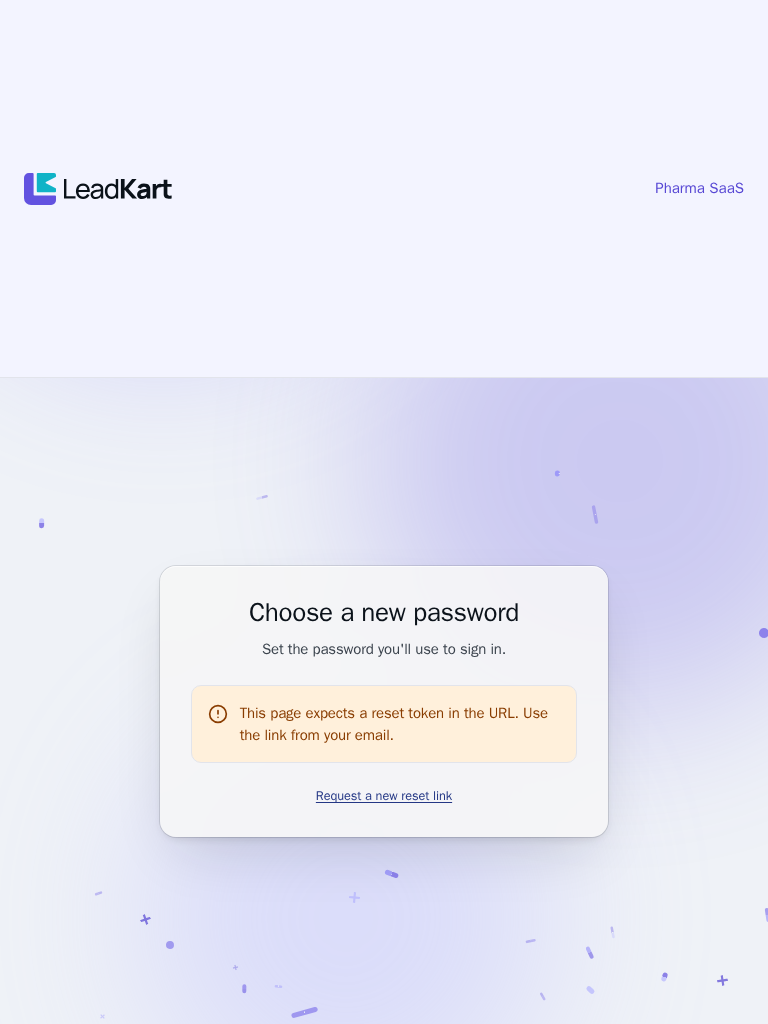 LeadKart
Pharma SaaS
Choose a new password
Set the password you'll use to sign in.
This page expects a reset token in the URL. Use
the link from your email.
Request a new reset link